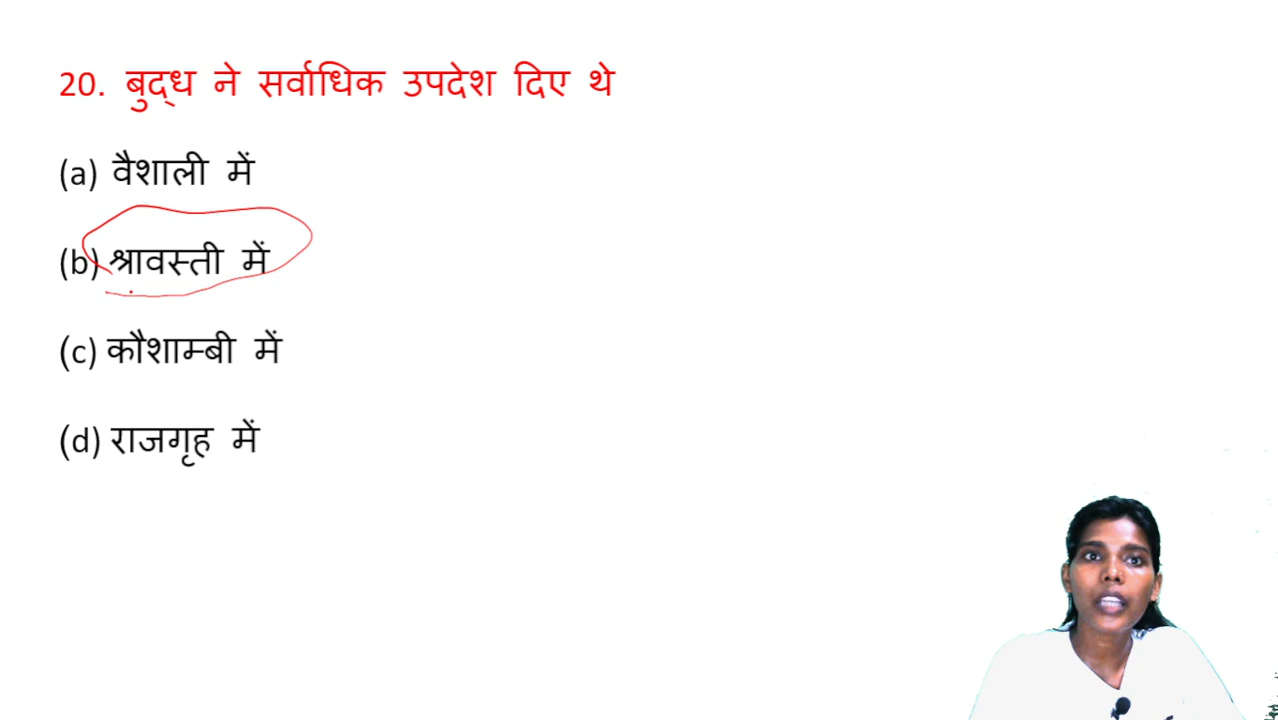 20. बुद्ध ने सर्वाधिक उपदेश दिए थे
(a) वैशाली में
(b) श्रावस्ती में
(c) कौशाम्बी में
(d) राजगृह में